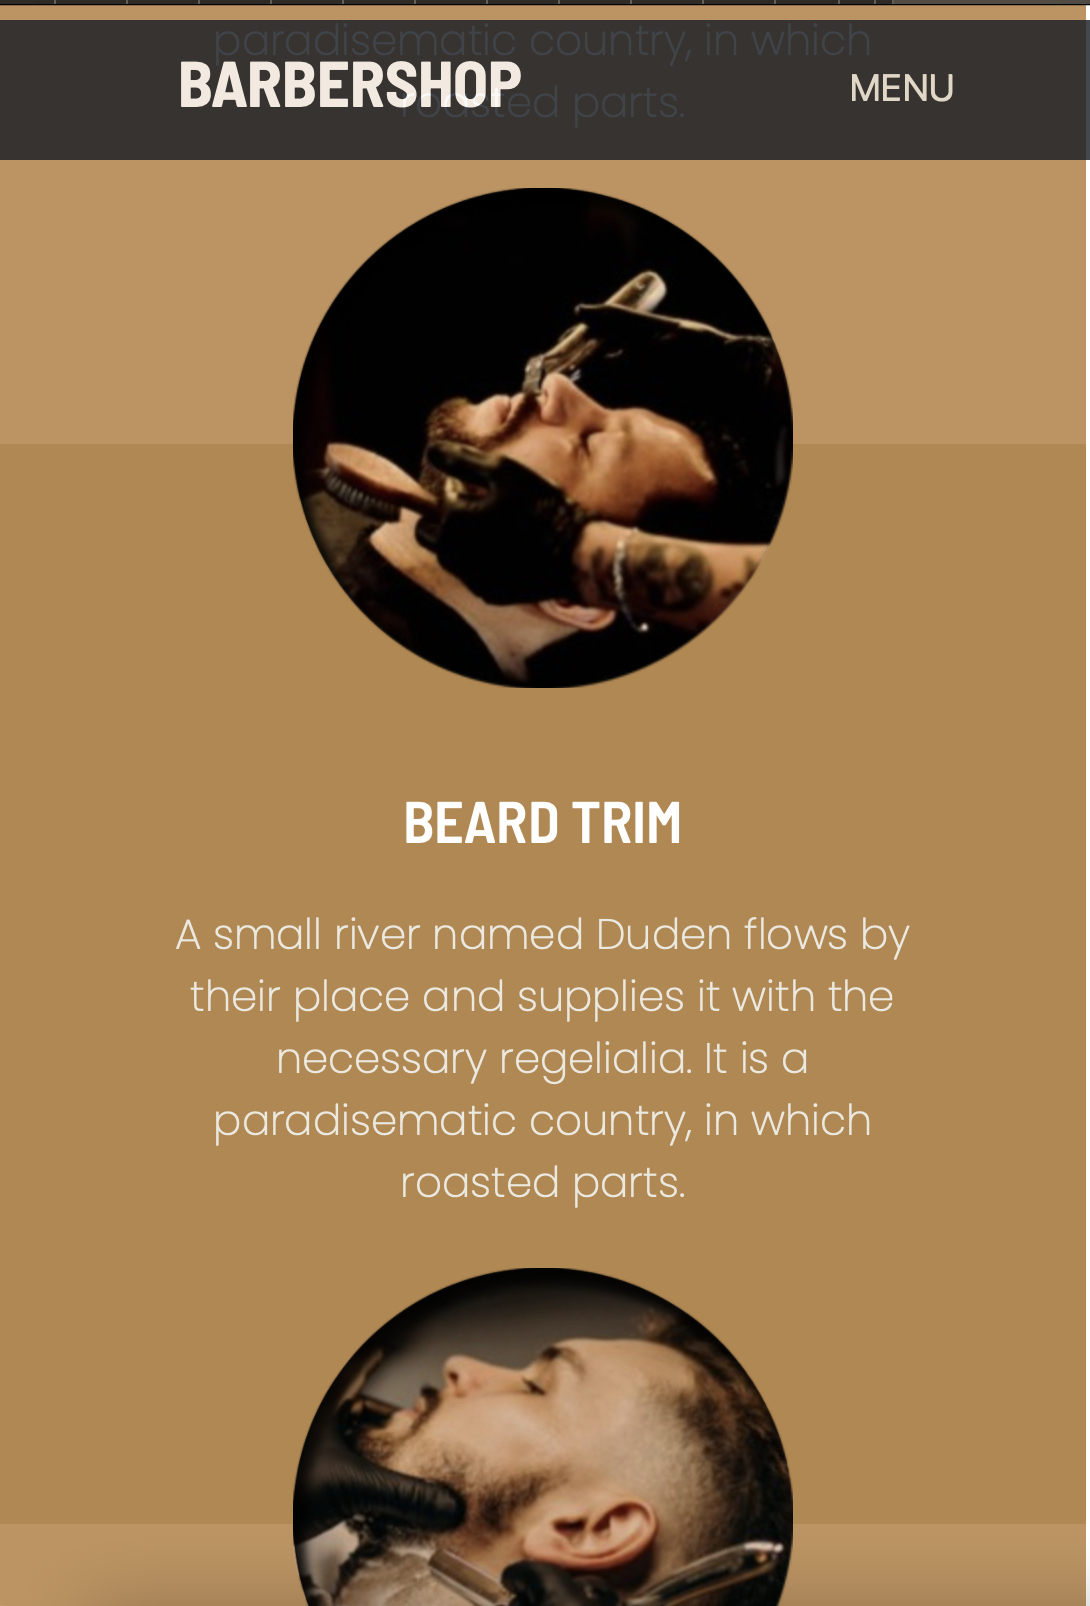 paradisematic country, in which
roasted parts.
BARBERSHOP
MENU
BEARD TRIM
A small river named Duden flows by
their place and supplies it with the
necessary regelialia. It is a
paradisematic country, in which
roasted parts.